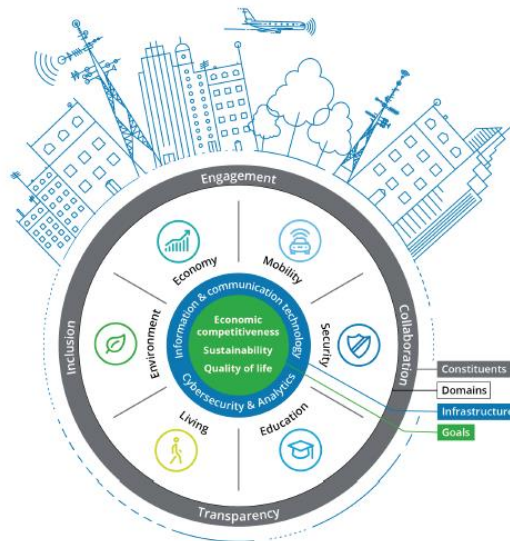 Engagement
Economy
Mobility
Inclusion
Environment
Information & communication technology
Economic
competitiveness
Sustainability
Quality of life
Cybersecurity & Analytics
Security
Collaboration
Living
Education
Transparency
Constituents
Domains
Infrastructure
Goals